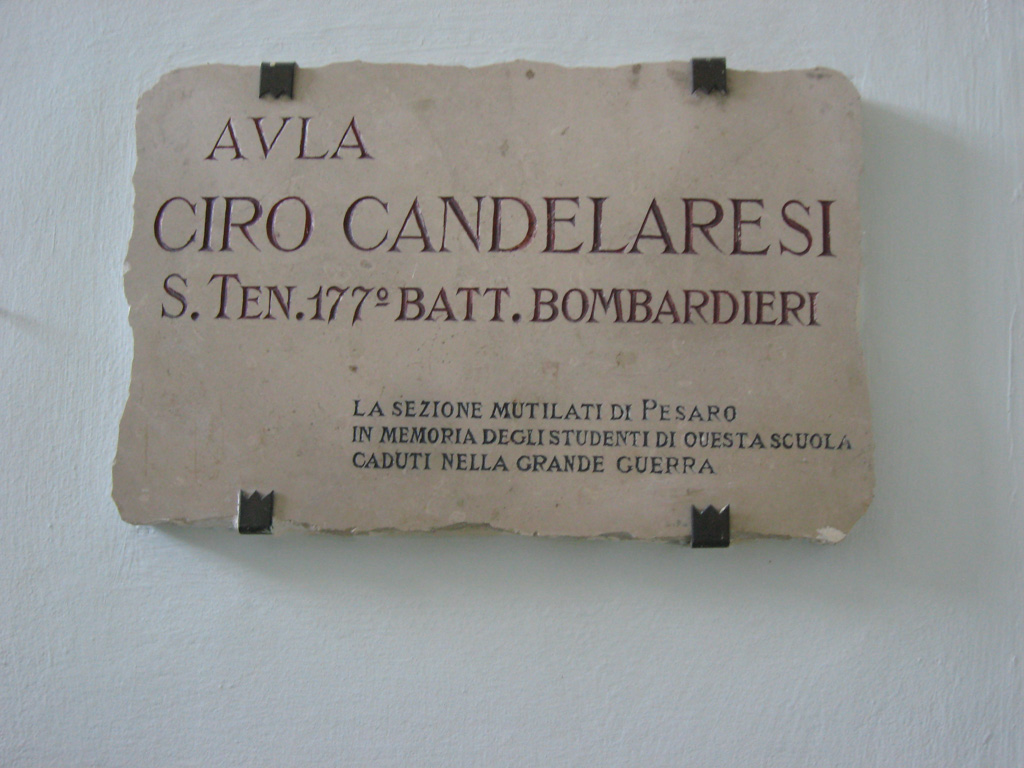 AVLA
CIRO CANDELARESI
S. TEN. 177º BATT. BOMBARDIERI
LA SEZIONE MUTILATI DI PESARO
IN MEMORIA DEGLI STUDENTI DI QUESTA SCUOLA
CADUTI NELLA GRANDE GUERRA